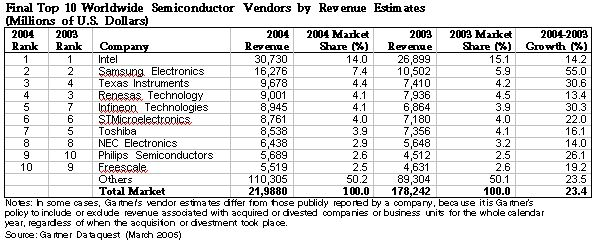 Final Top 10 Worldwide Semiconductor Vendors by Revenue Estimates
(Millions of U.S. Dollars)
2004 Rank 2003 Rank Company 2004 Revenue 2004 Market Share (%) 2003 Revenue 2003 Market Share (%) 2004-2003 Growth (%)
1 1 Intel 30,730 14.0 26,899 15.1 14.2
2 2 Samsung Electronics 16,276 7.4 10,502 5.9 55.0
3 4 Texas Instruments 9,678 4.4 7,410 4.2 30.6
4 3 Renesas Technology 9,001 4.1 7,936 4.5 13.4
5 7 Infineon Technologies 8,945 4.1 6,864 3.9 30.3
6 6 STMicroelectronics 8,761 4.0 7,180 4.0 22.0
7 5 Toshiba 8,538 3.9 7,356 4.1 16.1
8 8 NEC Electronics 6,438 2.9 5,648 3.2 14.0
9 10 Philips Semiconductors 5,689 2.6 4,512 2.5 26.1
10 9 Freescale 5,519 2.5 4,631 2.6 19.2
Others 110,305 50.2 89,304 50.1 23.5
Total Market 21,9880 100.0 178,242 100.0 23.4
Notes: In some cases, Gartner's vendor estimates differ from those publicly reported by a company, because it is Gartner's
policy to include or exclude revenue associated with acquired or divested companies or business units for the whole calendar
year, regardless of when the acquisition or divestment took place.
Source: Gartner Dataquest (March 2005)